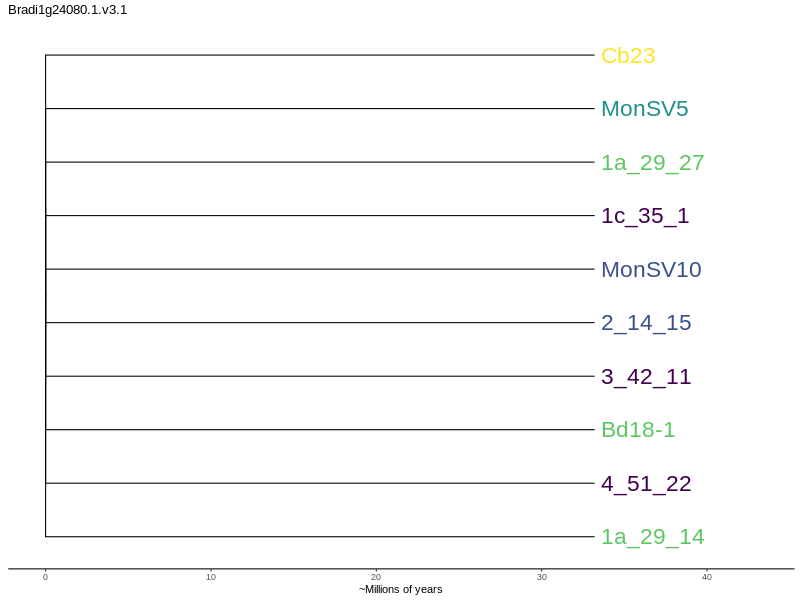 Bradi1g24080.1.v3.1
Cb23
MonSV5
1a_29_27
1c_35_1
MonSV10
2_14_15
3_42_11
Bd18-1
4_51_22
1a_29_14
0 10 20 30 40
~Millions of years